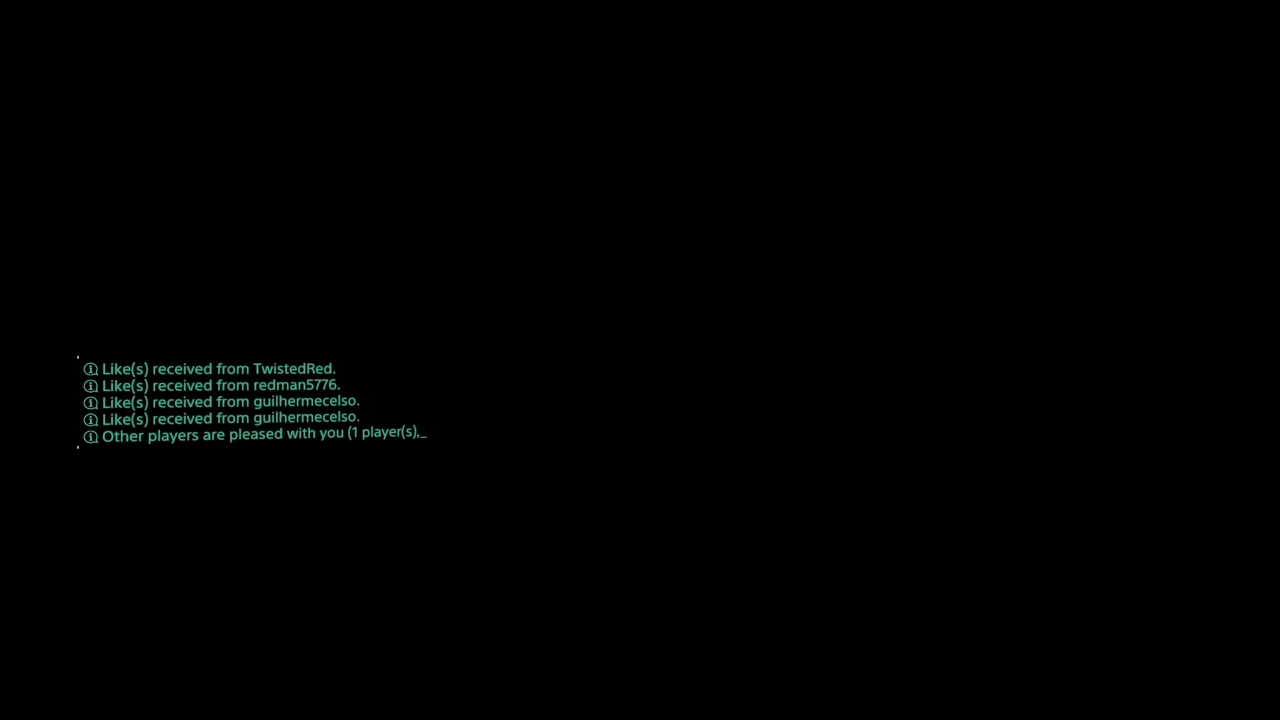 Like(s) received from TwistedRed.
Like(s) received from redman5776.
Like(s) received from guilhermecelso.
Like(s) received from guilhermecelso.
Other players are pleased with you (1 player(s),_